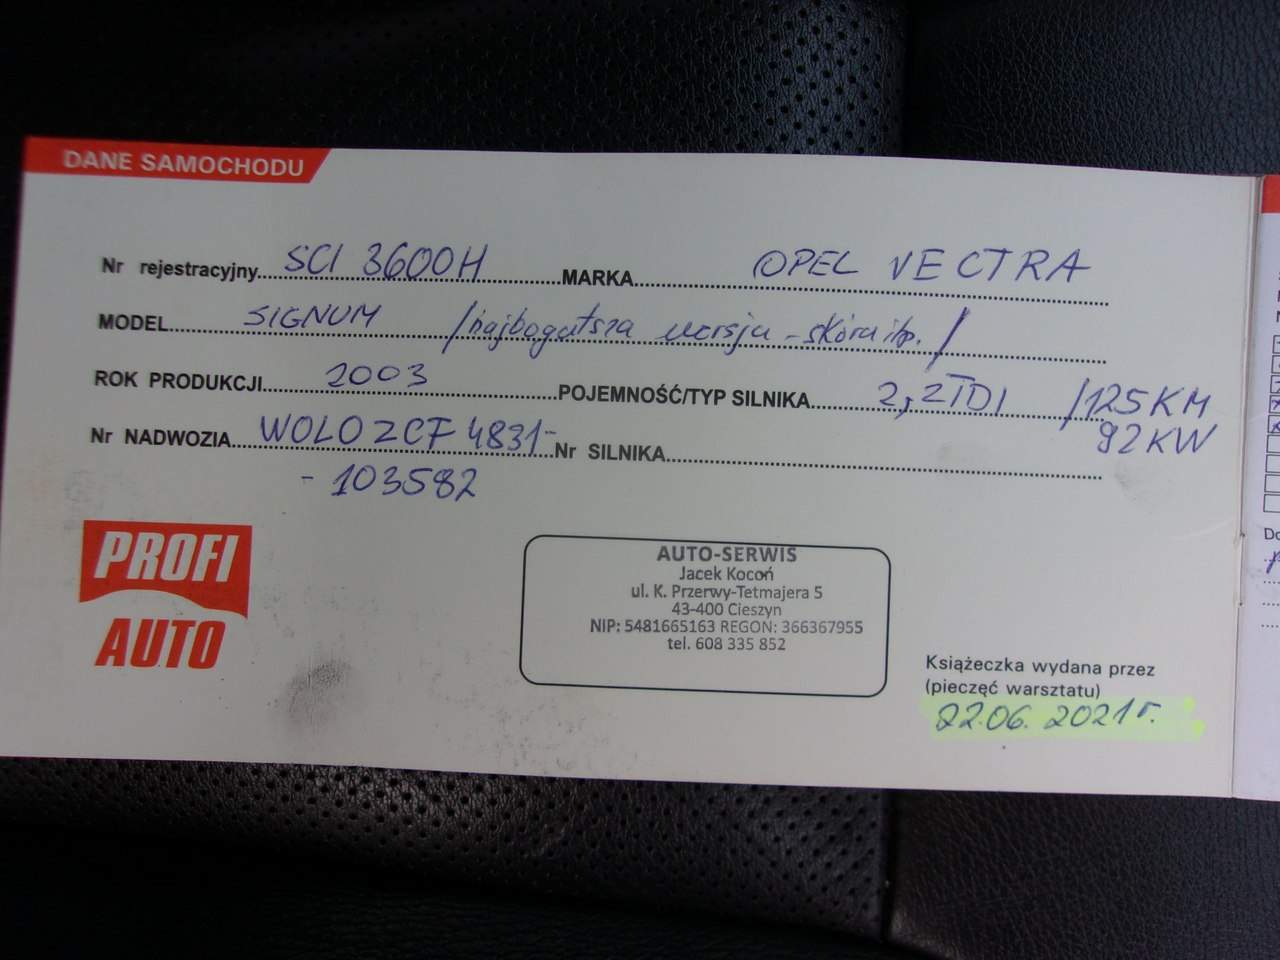 DANE SAMOCHODU
Nr rejestracyjny SCI 3600H MARKA OPEL VECTRA
MODEL SIGNUM /najbogatsza wersja - skóra itp./
ROK PRODUKCJI 2003 POJEMNOŚĆ/TYP SILNIKA 2,2TDI /125KM
92KW
Nr NADWOZIA WOLOZCF4831- Nr SILNIKA
- 103582
PROFI
AUTO
AUTO-SERWIS
Jacek Kocoń
ul. K. Przerwy-Tetmajera 5
43-400 Cieszyn
NIP: 5481665163 REGON: 366367955
tel. 608 335 852
Książeczka wydana przez
(pieczęć warsztatu)
22.06.2021r.